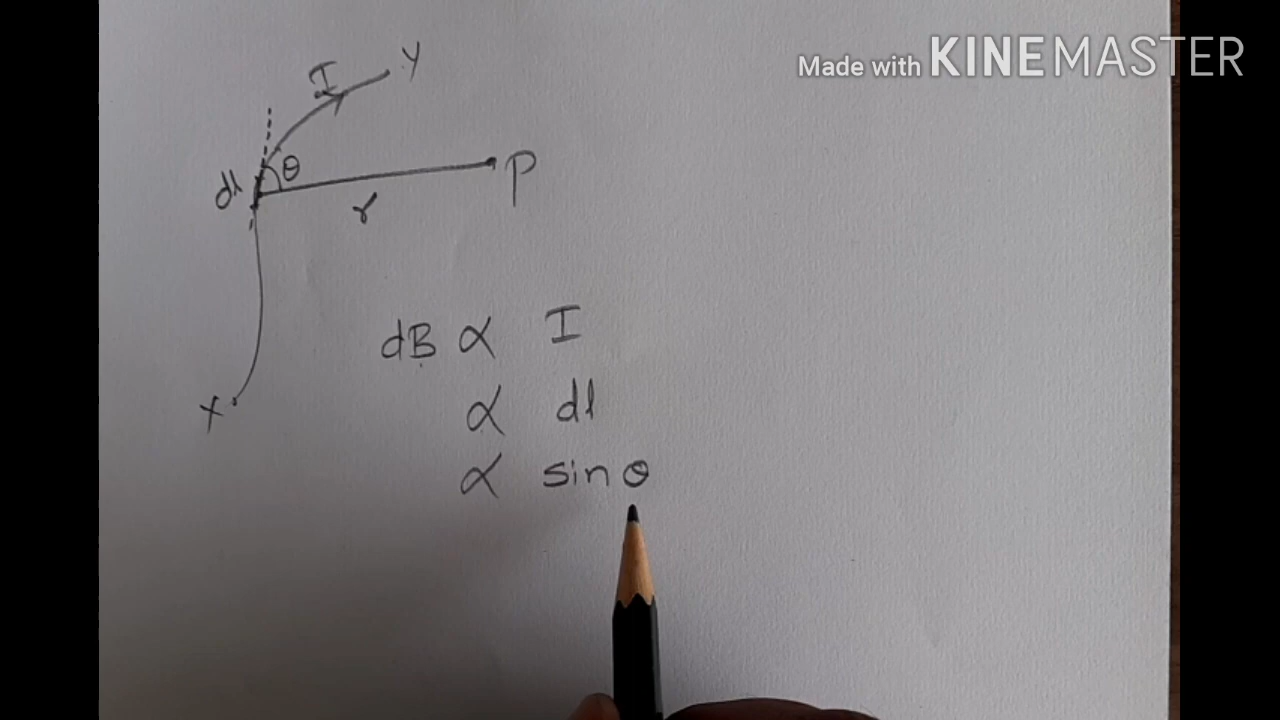 Made with KINEMASTER
I
Y
θ
dl
P
r
dB ∝ I
∝ dl
∝ sin θ
X